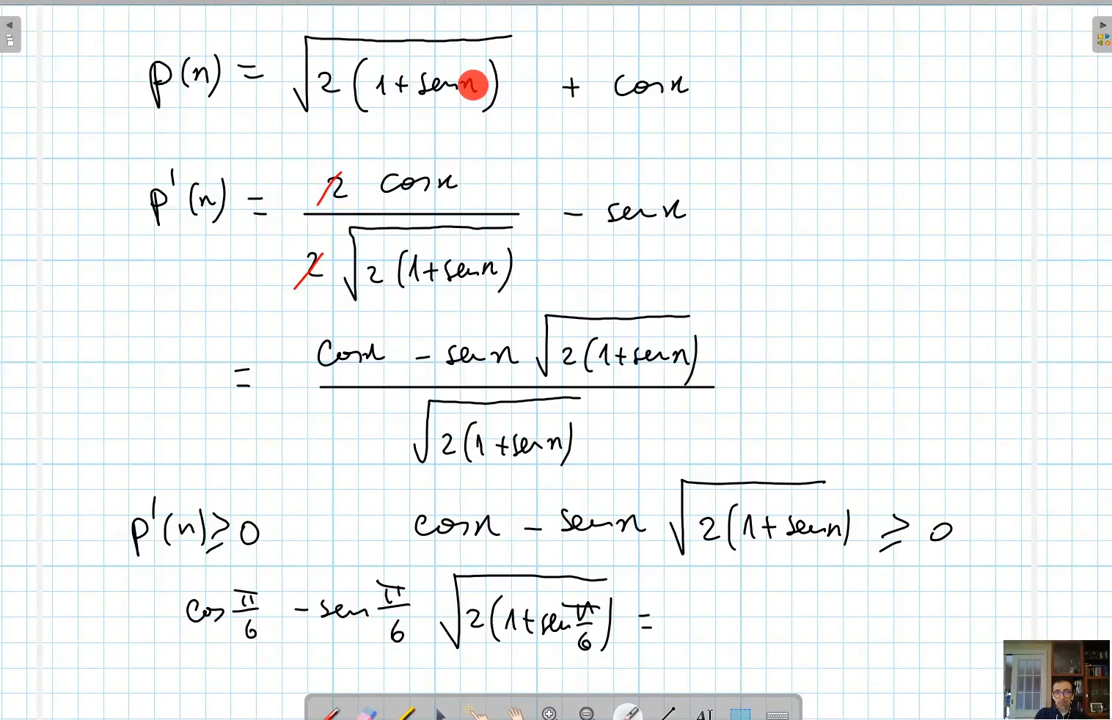 p(x) = √(2(1+senx)) + cosx
p'(x) = (2 cosx)/(2 √(2(1+senx))) - senx
= (cosx - senx √(2(1+senx)))/√(2(1+senx))
p'(x) ≥ 0 cosx - senx √(2(1+senx)) ≥ 0
cos π/6 - sen π/6 √(2(1+sen π/6)) =